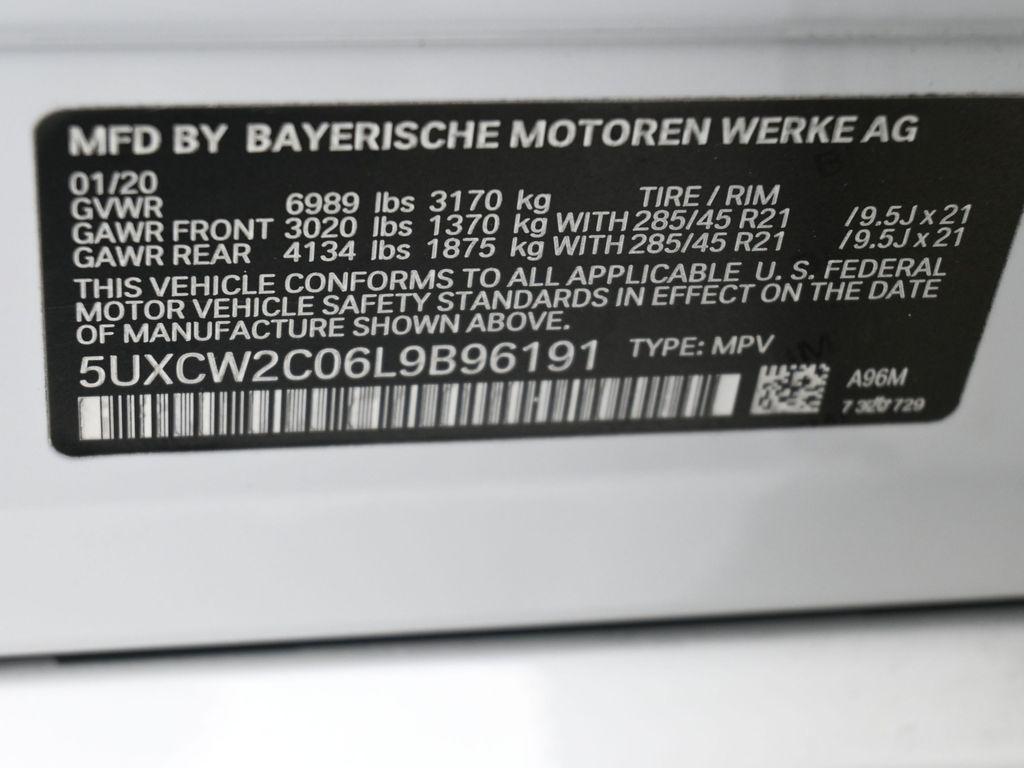 MFD BY BAYERISCHE MOTOREN WERKE AG
01/20
GVWR 6989 lbs 3170 kg TIRE / RIM
GAWR FRONT 3020 lbs 1370 kg WITH 285/45 R21 /9.5J x 21
GAWR REAR 4134 lbs 1875 kg WITH 285/45 R21 /9.5J x 21
THIS VEHICLE CONFORMS TO ALL APPLICABLE U. S. FEDERAL
MOTOR VEHICLE SAFETY STANDARDS IN EFFECT ON THE DATE
OF MANUFACTURE SHOWN ABOVE.
5UXCW2C06L9B96191 TYPE: MPV
A96M